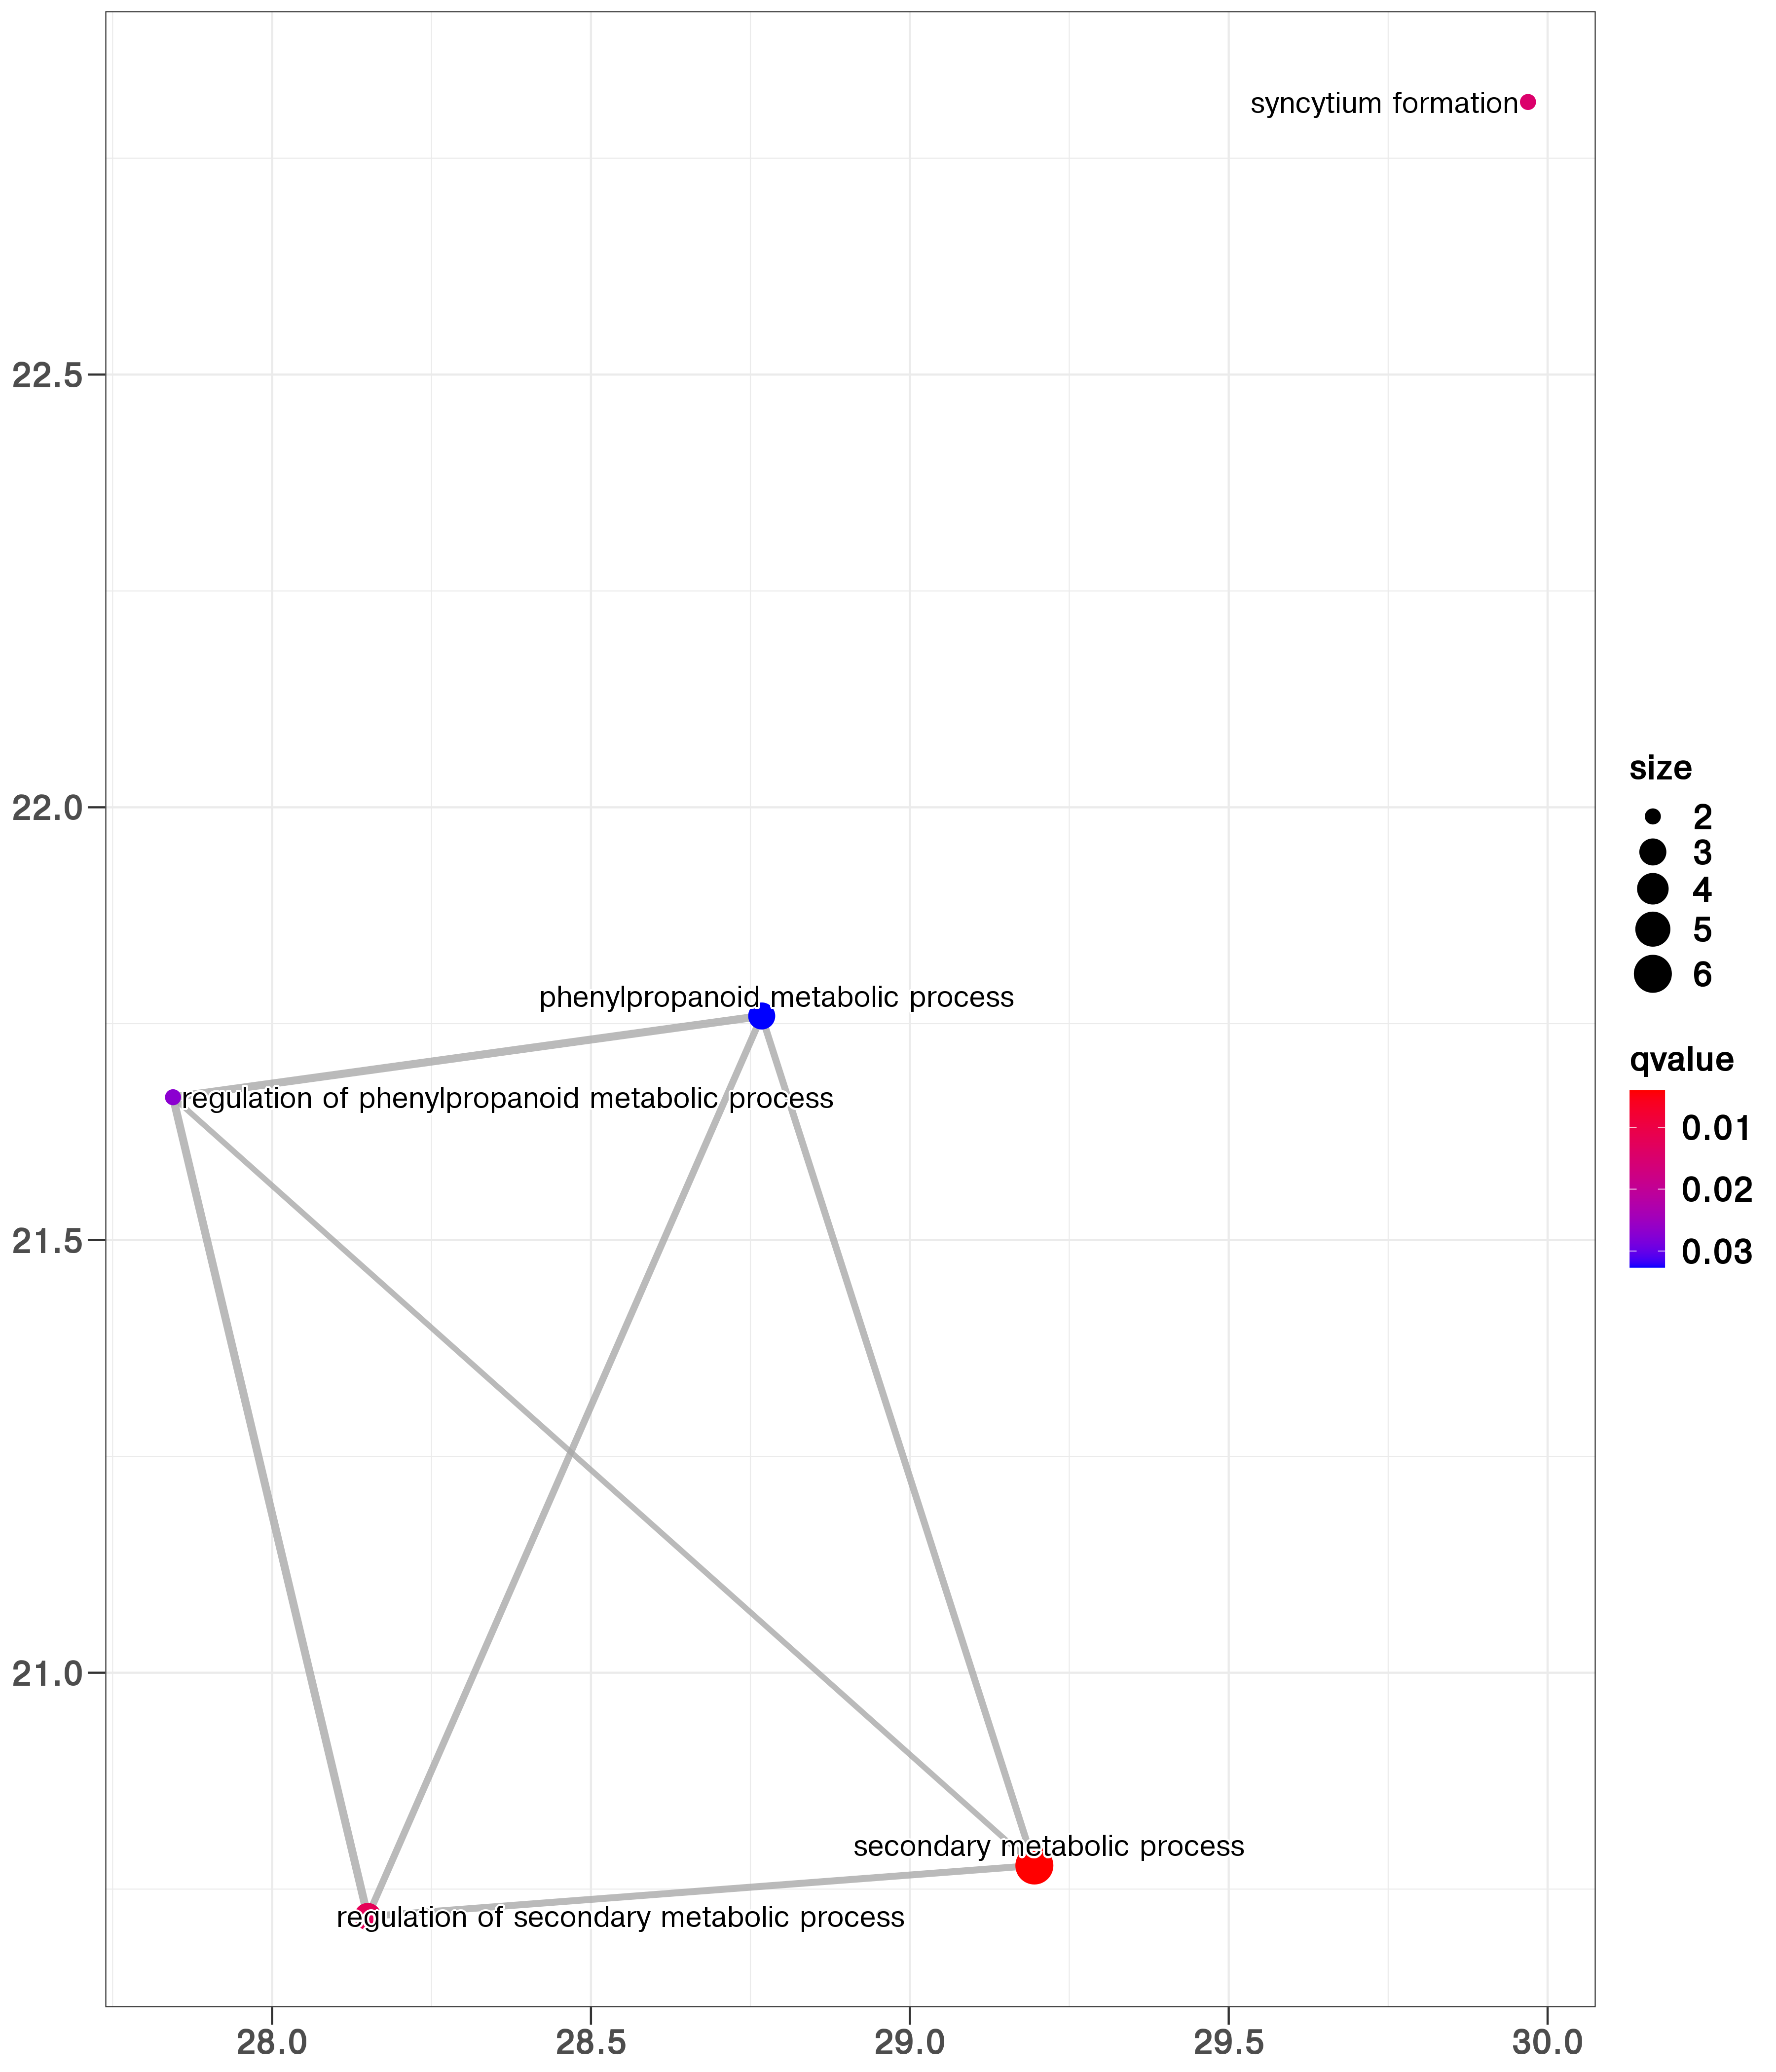 syncytium formation
22.5
22.0
21.5
21.0
phenylpropanoid metabolic process
regulation of phenylpropanoid metabolic process
secondary metabolic process
regulation of secondary metabolic process
28.0
28.5
29.0
29.5
30.0
size
2
3
4
5
6
qvalue
0.01
0.02
0.03